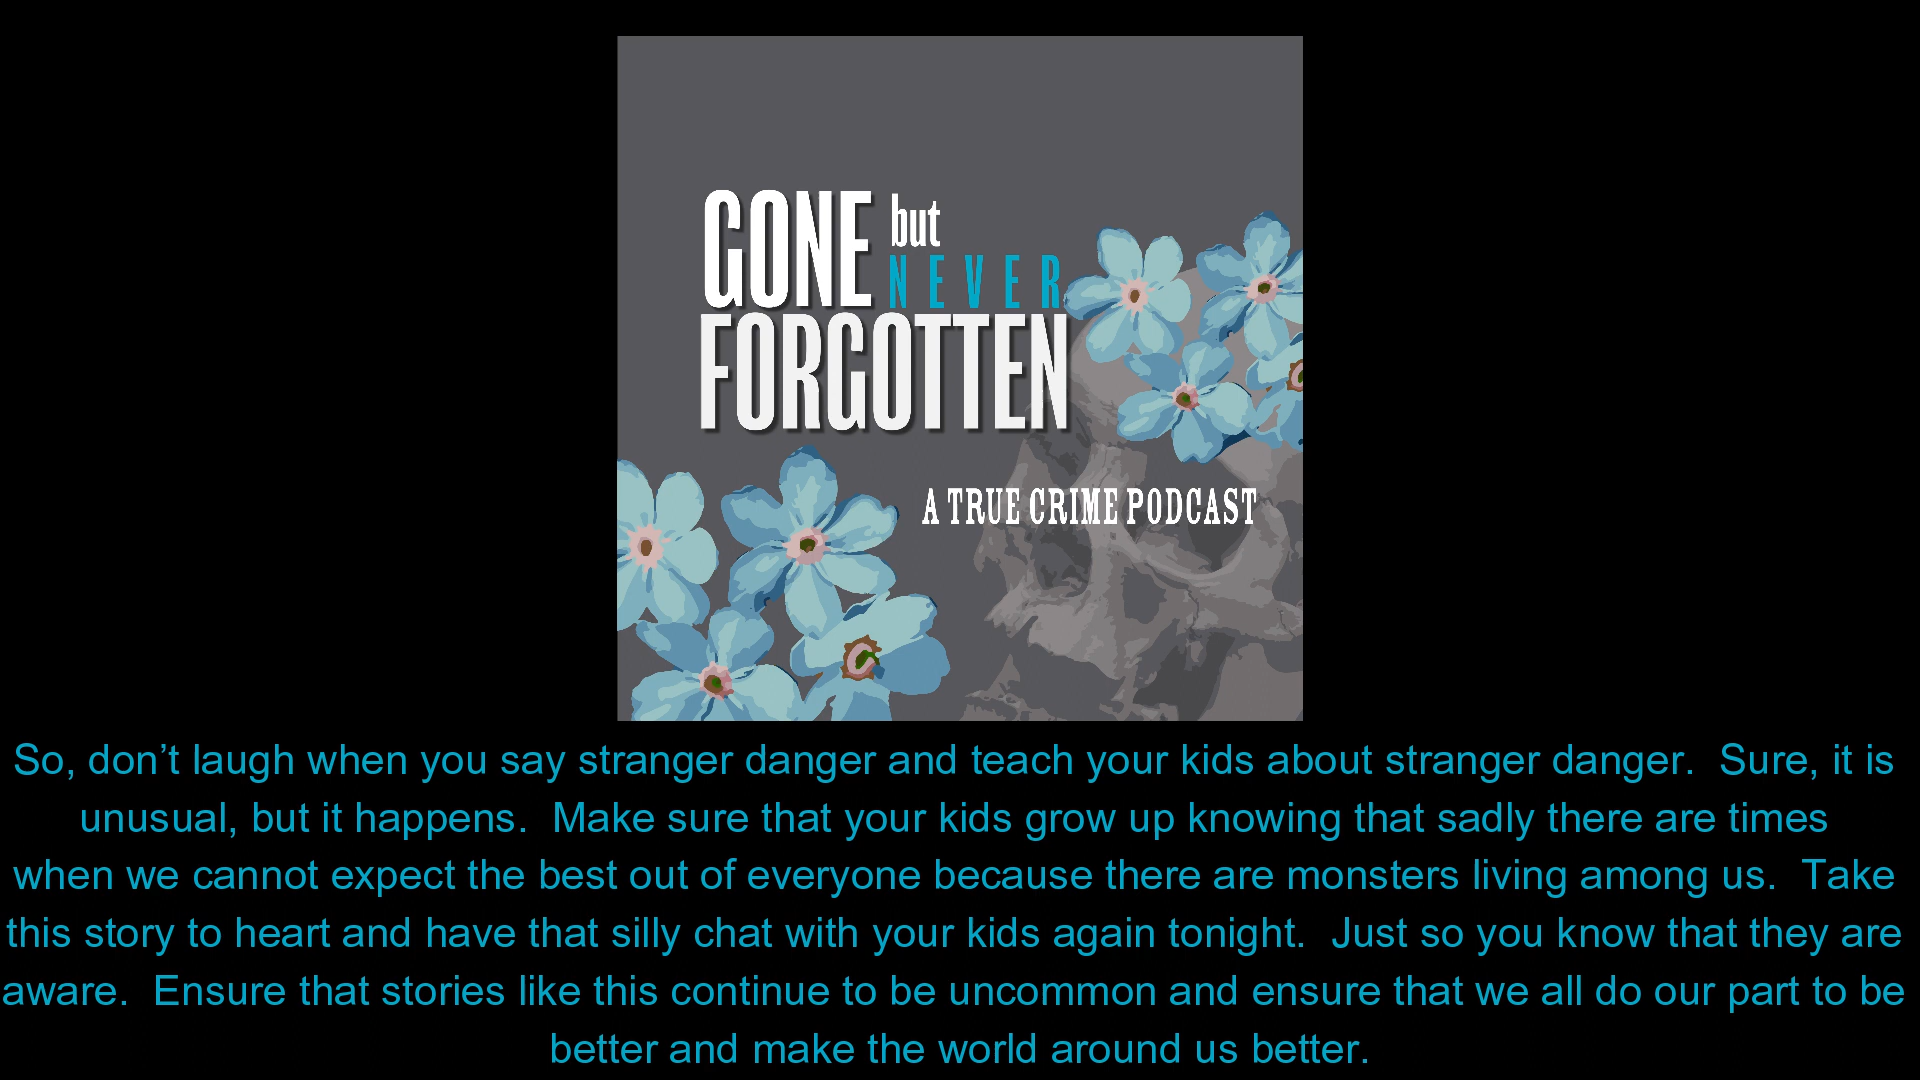 GONE but
NEVER
FORGOTTEN
A TRUE CRIME PODCAST
So, don’t laugh when you say stranger danger and teach your kids about stranger danger.  Sure, it is
unusual, but it happens.  Make sure that your kids grow up knowing that sadly there are times
when we cannot expect the best out of everyone because there are monsters living among us.  Take
this story to heart and have that silly chat with your kids again tonight.  Just so you know that they are
aware.  Ensure that stories like this continue to be uncommon and ensure that we all do our part to be
better and make the world around us better.